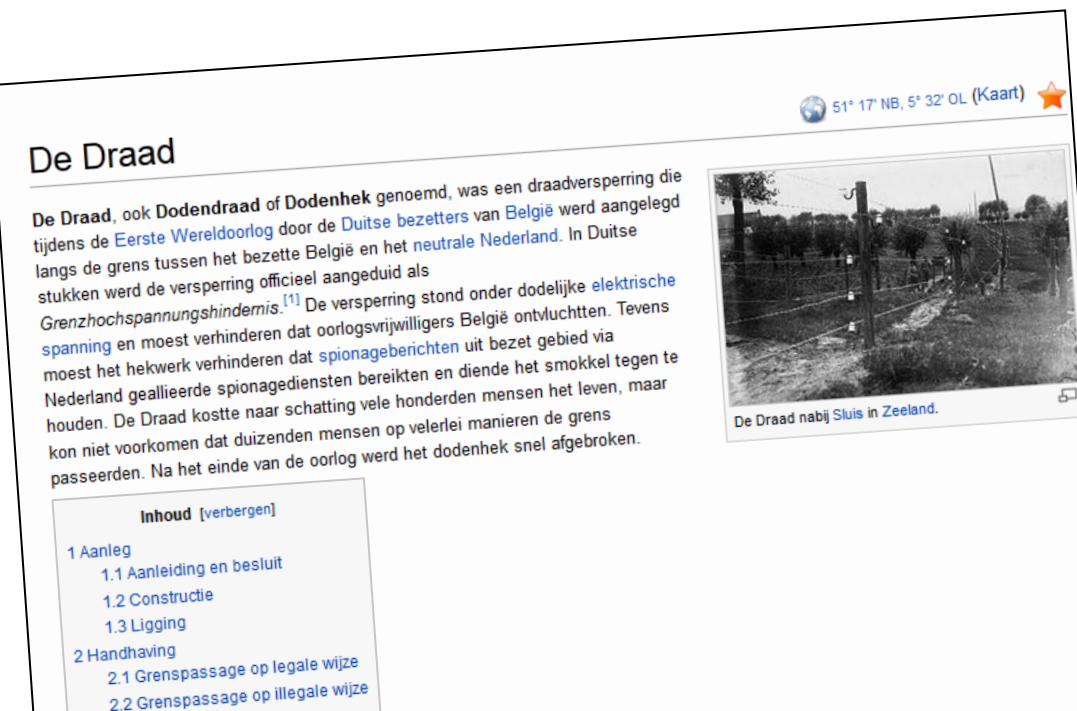 51° 17' NB, 5° 32' OL (Kaart)
De Draad
De Draad, ook Dodendraad of Dodenhek genoemd, was een draadversperring die
tijdens de Eerste Wereldoorlog door de Duitse bezetters van België werd aangelegd
langs de grens tussen het bezette België en het neutrale Nederland. In Duitse
stukken werd de versperring officieel aangeduid als
Grenzhochspannungshindernis.[1] De versperring stond onder dodelijke elektrische
spanning en moest verhinderen dat oorlogsvrijwilligers België ontvluchtten. Tevens
moest het hekwerk verhinderen dat spionageberichten uit bezet gebied via
Nederland geallieerde spionagediensten bereikten en diende het smokkel tegen te
houden. De Draad kostte naar schatting vele honderden mensen het leven, maar
kon niet voorkomen dat duizenden mensen op velerlei manieren de grens
passeerden. Na het einde van de oorlog werd het dodenhek snel afgebroken.
De Draad nabij Sluis in Zeeland.
Inhoud [verbergen]
1 Aanleg
1.1 Aanleiding en besluit
1.2 Constructie
1.3 Ligging
2 Handhaving
2.1 Grenspassage op legale wijze
2.2 Grenspassage op illegale wijze